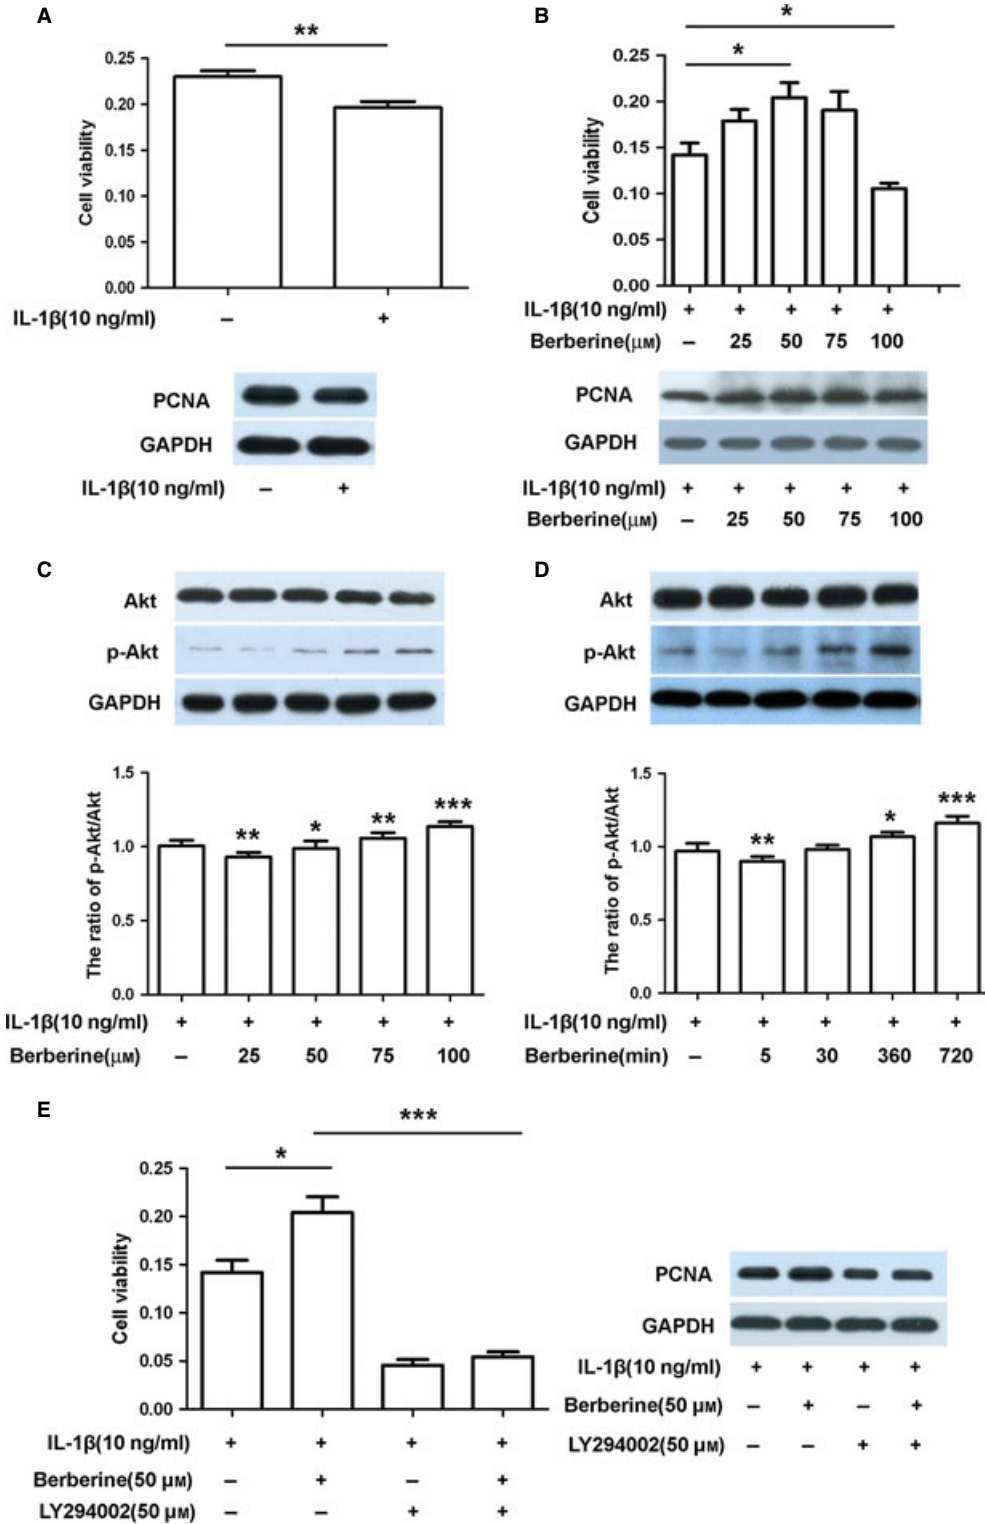 A
**
0.25
0.20
0.15
0.10
0.05
0.00
Cell viability
IL-1β(10 ng/ml) – +
PCNA
GAPDH
IL-1β(10 ng/ml) – +
B
*
*
0.25
0.20
0.15
0.10
0.05
0.00
Cell viability
IL-1β(10 ng/ml) + + + + +
Berberine(μM) – 25 50 75 100
PCNA
GAPDH
IL-1β(10 ng/ml) + + + + +
Berberine(μM) – 25 50 75 100
C
Akt
p-Akt
GAPDH
1.5
1.0
0.5
0.0
The ratio of p-Akt/Akt
** * ** ***
IL-1β(10 ng/ml) + + + + +
Berberine(μM) – 25 50 75 100
D
Akt
p-Akt
GAPDH
1.5
1.0
0.5
0.0
The ratio of p-Akt/Akt
** * ***
IL-1β(10 ng/ml) + + + + +
Berberine(min) – 5 30 360 720
E
***
*
0.25
0.20
0.15
0.10
0.05
0.00
Cell viability
IL-1β(10 ng/ml) + + + +
Berberine(50 μM) – + – +
LY294002(50 μM) – – + +
PCNA
GAPDH
IL-1β(10 ng/ml) + + + +
Berberine(50 μM) – + – +
LY294002(50 μM) – – + +